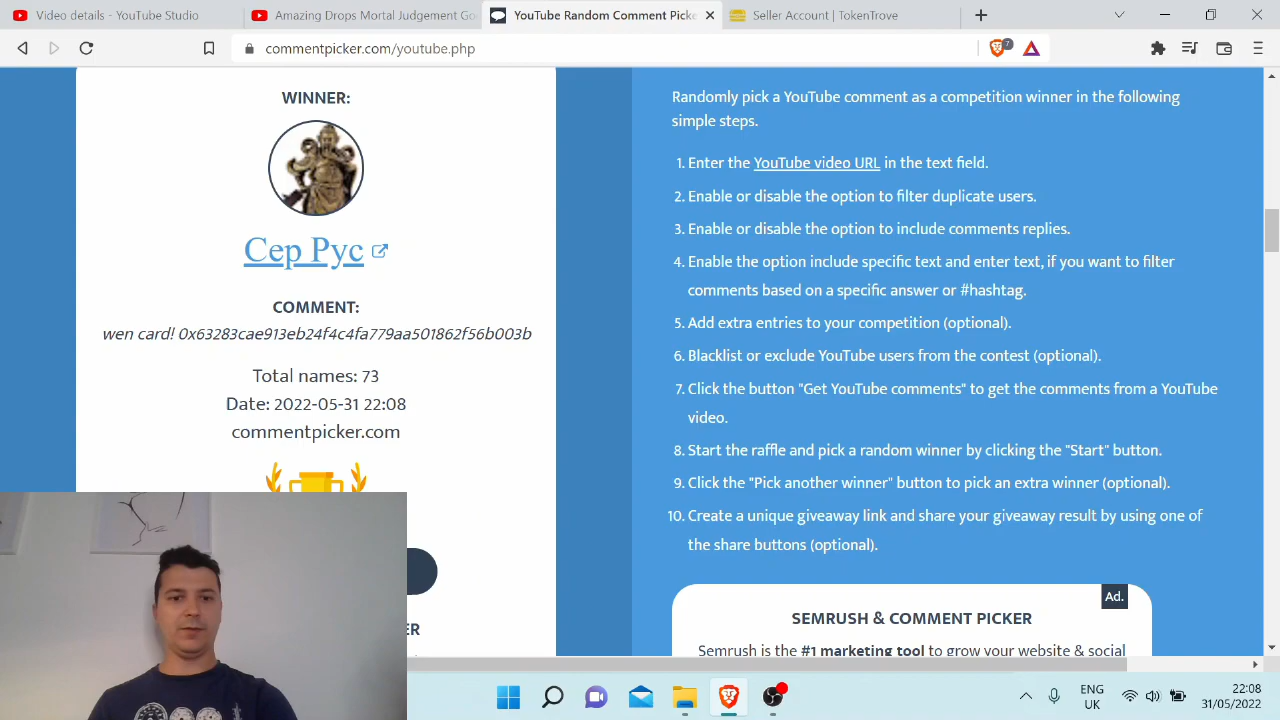 Video details - YouTube Studio
Amazing Drops Mortal Judgement Go
YouTube Random Comment Picke
Seller Account | TokenTrove
commentpicker.com/youtube.php
7
WINNER:
Сер Рус
COMMENT:
wen card! 0x63283cae913eb24f4c4fa779aa501862f56b003b
Total names: 73
Date: 2022-05-31 22:08
commentpicker.com
ER
Randomly pick a YouTube comment as a competition winner in the following
simple steps.
1. Enter the YouTube video URL in the text field.
2. Enable or disable the option to filter duplicate users.
3. Enable or disable the option to include comments replies.
4. Enable the option include specific text and enter text, if you want to filter
comments based on a specific answer or #hashtag.
5. Add extra entries to your competition (optional).
6. Blacklist or exclude YouTube users from the contest (optional).
7. Click the button "Get YouTube comments" to get the comments from a YouTube
video.
8. Start the raffle and pick a random winner by clicking the "Start" button.
9. Click the "Pick another winner" button to pick an extra winner (optional).
10. Create a unique giveaway link and share your giveaway result by using one of
the share buttons (optional).
Ad.
SEMRUSH & COMMENT PICKER
Semrush is the #1 marketing tool to grow your website & social
ENG
UK
22:08
31/05/2022